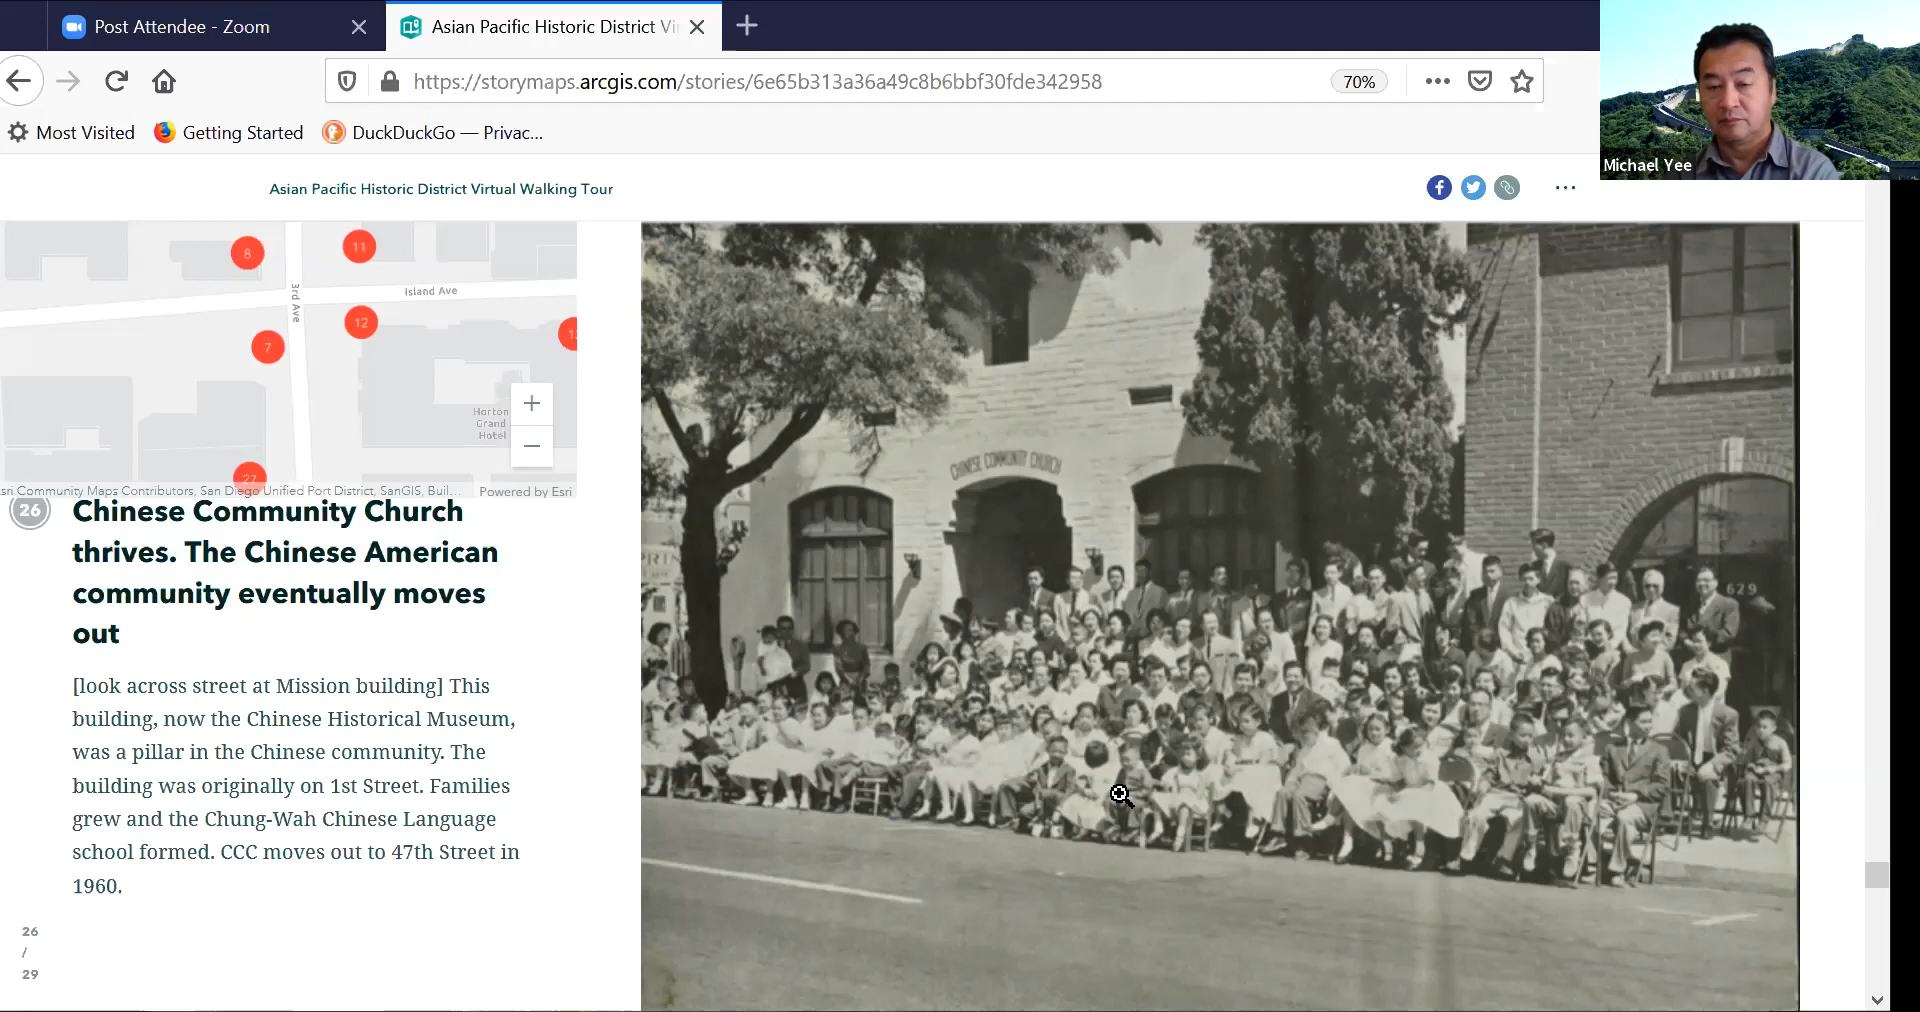 Post Attendee - Zoom
Asian Pacific Historic District Vi
https://storymaps.arcgis.com/stories/6e65b313a36a49c8b6bbf30fde342958
70%
Most Visited
Getting Started
DuckDuckGo — Privac...
Michael Yee
Asian Pacific Historic District Virtual Walking Tour
8
11
3rd Ave
Island Ave
12
7
Horton
Grand
Hotel
27
sri Community Maps Contributors, San Diego Unified Port District, SanGIS, Buil...
Powered by Esri
26
Chinese Community Church
thrives. The Chinese American
community eventually moves
out
[look across street at Mission building] This
building, now the Chinese Historical Museum,
was a pillar in the Chinese community. The
building was originally on 1st Street. Families
grew and the Chung-Wah Chinese Language
school formed. CCC moves out to 47th Street in
1960.
26
/
29
CHINESE COMMUNITY CHURCH
629